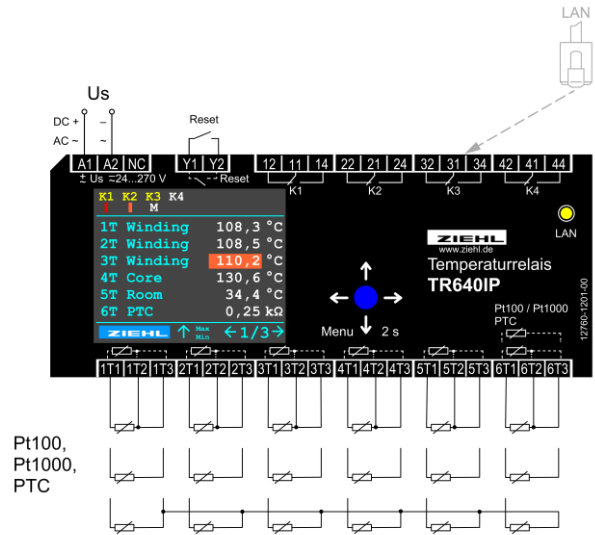 LAN
Us
DC + –
AC ~ ~
Reset
A1 A2 NC Y1 Y2 12 11 14 22 21 24 32 31 34 42 41 44
± Us ≂24...270 V Reset K1 K2 K3 K4
K1 K2 K3 K4
M
1T Winding 108,3 °C
2T Winding 108,5 °C
3T Winding 110,2 °C
4T Core 130,6 °C
5T Room 34,4 °C
6T PTC 0,25 kΩ
ZIEHL ↑ Max Min ←1/3→
LAN
ZIEHL
www.ziehl.de
Temperaturrelais
TR640IP
Menu 2 s
Pt100 / Pt1000
PTC
12760-1201-00
1T1 1T2 1T3 2T1 2T2 2T3 3T1 3T2 3T3 4T1 4T2 4T3 5T1 5T2 5T3 6T1 6T2 6T3
Pt100,
Pt1000,
PTC